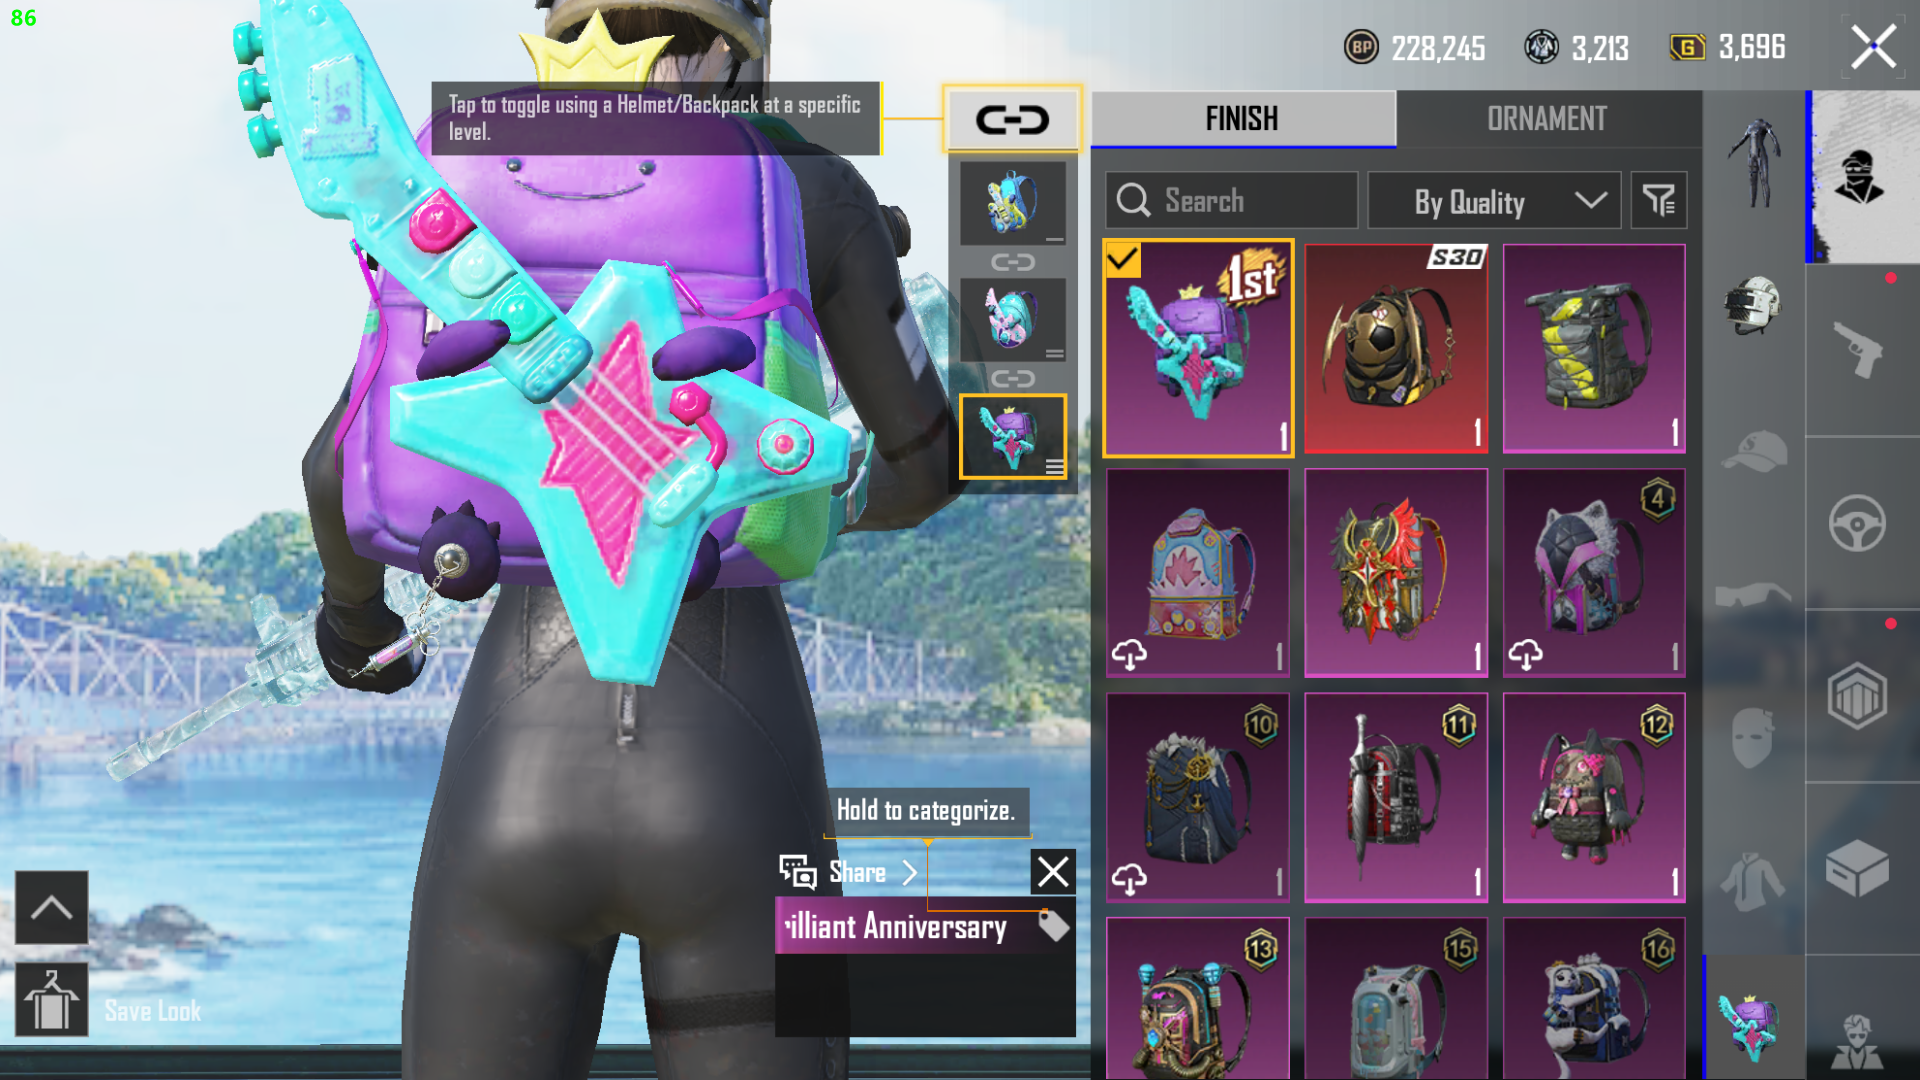 86
BP 228,245
3,213
G 3,696
Tap to toggle using a Helmet/Backpack at a specific
level.
FINISH
ORNAMENT
Search
By Quality
1st
1st
1
S30
1
1
1
1
4
1
10
1
11
1
12
1
13
15
16
Hold to categorize.
Share
illiant Anniversary
Save Look